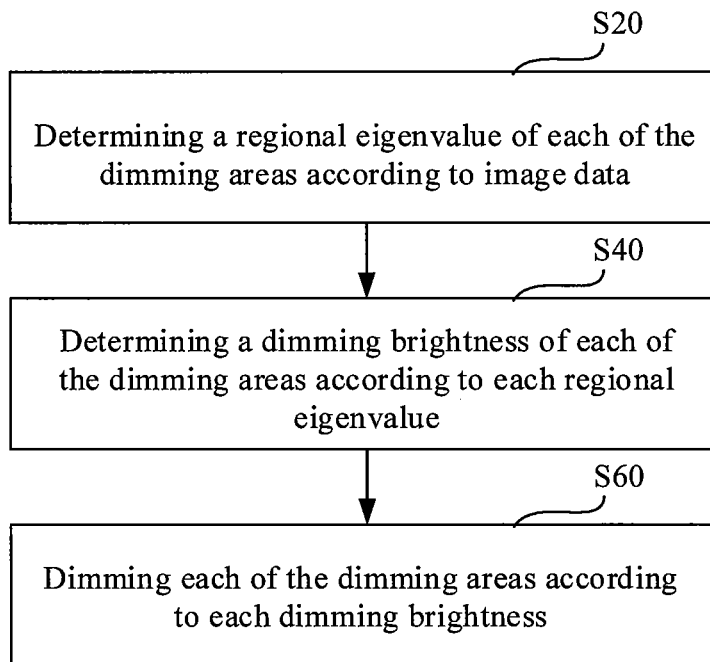 S20
Determining a regional eigenvalue of each of the
dimming areas according to image data
S40
Determining a dimming brightness of each of
the dimming areas according to each regional
eigenvalue
S60
Dimming each of the dimming areas according
to each dimming brightness